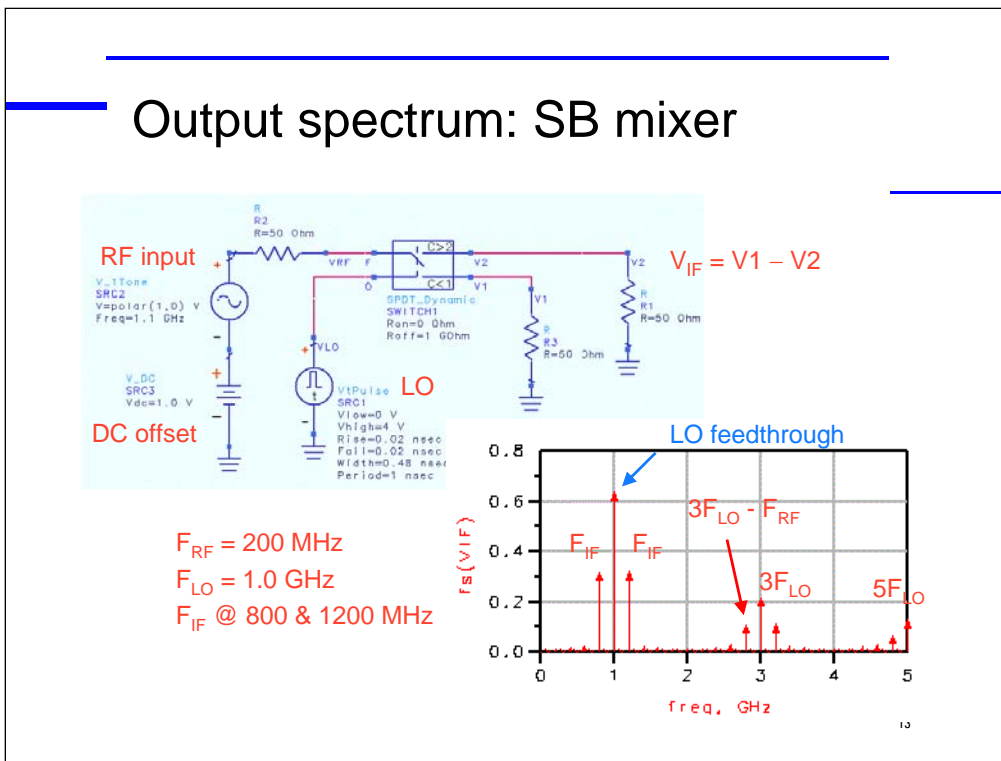 Output spectrum: SB mixer
R
R2
R=50 Ohm
RF input
VRF
F
C>2
V2
V2
V_IF = V1 – V2
V_1Tone
SRC2
V=polar(1,0) V
Freq=1.1 GHz
O
C<1
V1
V1
SPDT_Dynamic
SWITCH1
Ron=0 Ohm
Roff=1 GOhm
R
R1
R=50 Ohm
R
R3
R=50 Ohm
VLO
V_DC
SRC3
Vdc=1.0 V
LO
VtPulse
SRC1
Vlow=0 V
Vhigh=4 V
Rise=0.02 nsec
Fall=0.02 nsec
Width=0.48 nsec
Period=1 nsec
DC offset
LO feedthrough
F_RF = 200 MHz
F_LO = 1.0 GHz
F_IF @ 800 & 1200 MHz
fs(VIF)
0.8
0.6
0.4
0.2
0.0
F_IF
F_IF
3F_LO - F_RF
3F_LO
5F_LO
0 1 2 3 4 5
freq, GHz